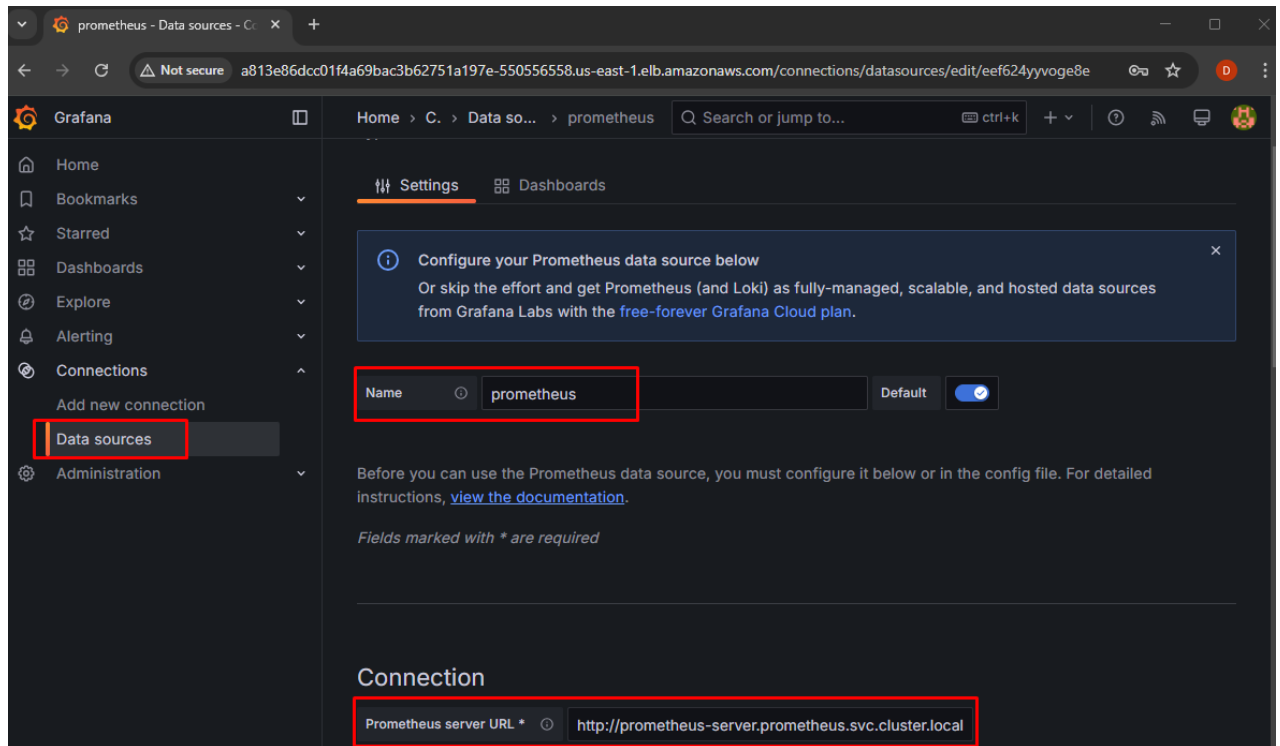 prometheus - Data sources - Co
Not secure a813e86dcc01f4a69bac3b62751a197e-550556558.us-east-1.elb.amazonaws.com/connections/datasources/edit/eef624yyvoge8e
D
Grafana
Home › C. › Data so... › prometheus
Search or jump to... ctrl+k
Home
Bookmarks
Starred
Dashboards
Explore
Alerting
Connections
Add new connection
Data sources
Administration
Settings Dashboards
Configure your Prometheus data source below
Or skip the effort and get Prometheus (and Loki) as fully-managed, scalable, and hosted data sources
from Grafana Labs with the free-forever Grafana Cloud plan.
Name prometheus Default
Before you can use the Prometheus data source, you must configure it below or in the config file. For detailed
instructions, view the documentation.
Fields marked with * are required
Connection
Prometheus server URL * http://prometheus-server.prometheus.svc.cluster.local